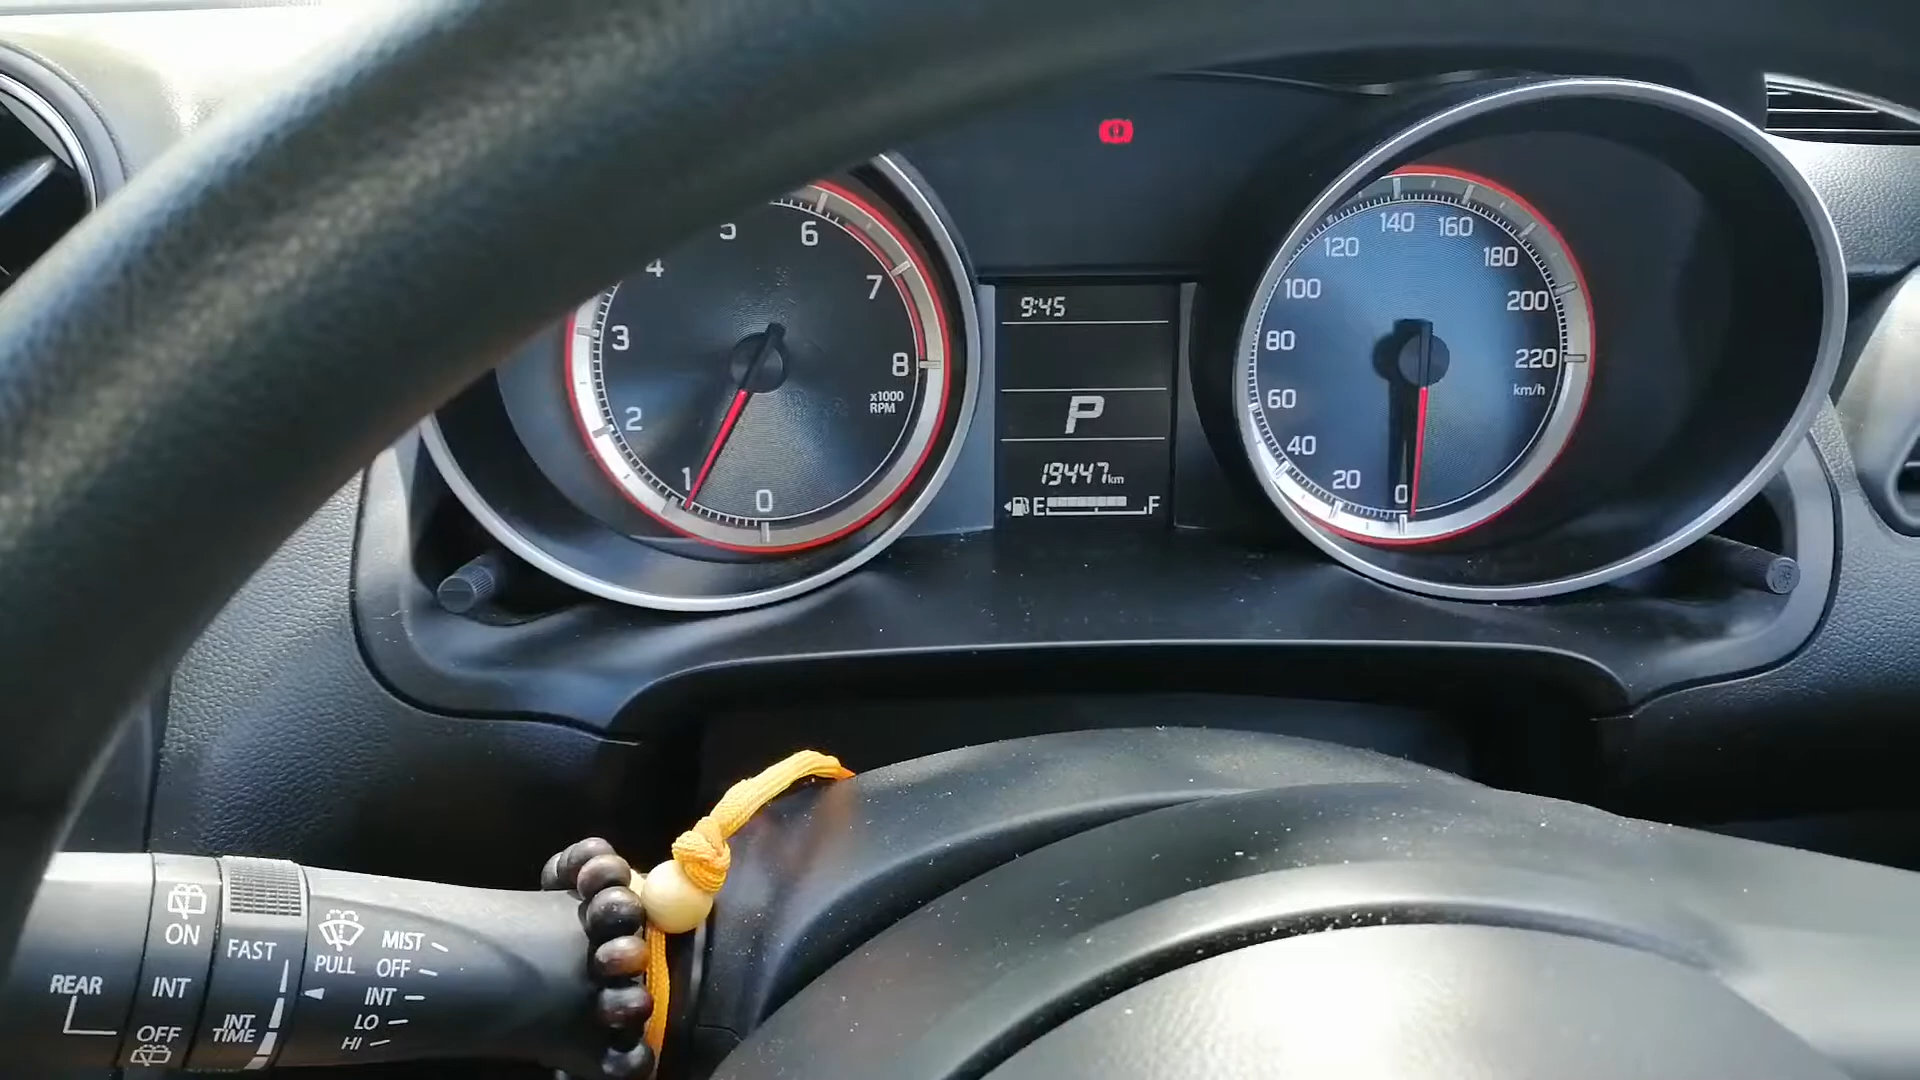 5
6
4
7
3
8
x1000
RPM
2
1
0
9:45
P
19447km
E F
140
160
120
180
100
200
80
220
km/h
60
40
20
0
ON
FAST
MIST
PULL
OFF
REAR
INT
INT
INT
TIME
LO
OFF
HI